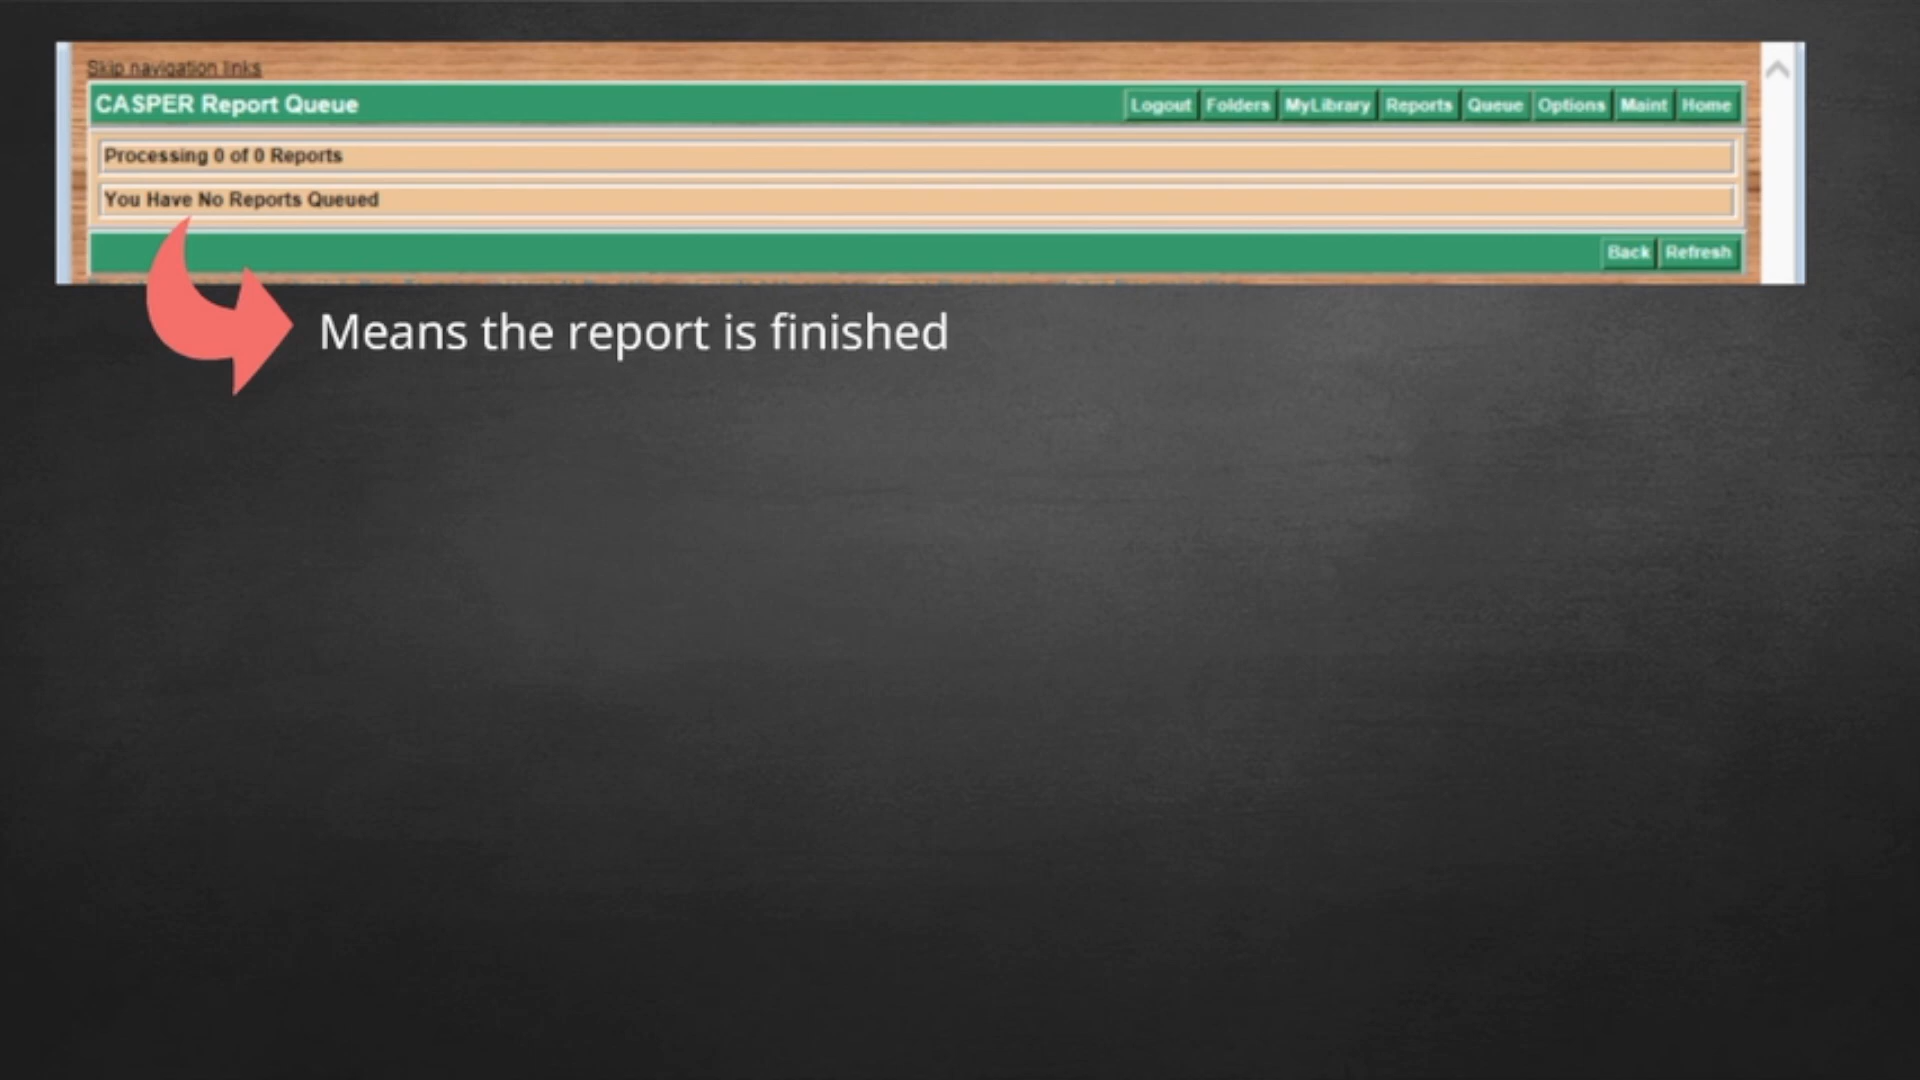 Skip navigation links
CASPER Report Queue
Logout Folders MyLibrary Reports Queue Options Maint Home
Processing 0 of 0 Reports
You Have No Reports Queued
Back Refresh
Means the report is finished